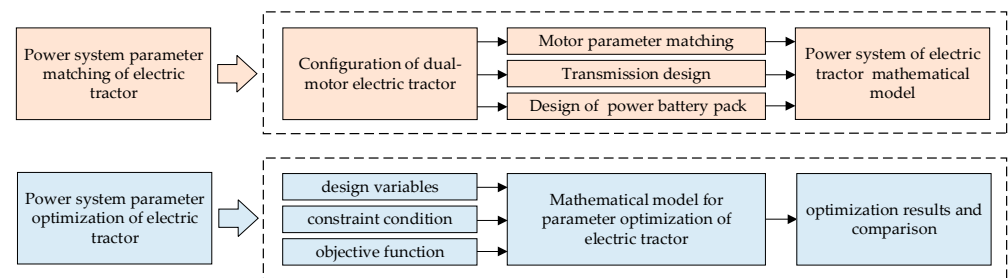 Power system parameter
matching of electric
tractor
Configuration of dual-
motor electric tractor
Motor parameter matching
Transmission design
Design of power battery pack
Power system of electric
tractor mathematical
model
Power system parameter
optimization of electric
tractor
design variables
constraint condition
objective function
Mathematical model for
parameter optimization of
electric tractor
optimization results and
comparison